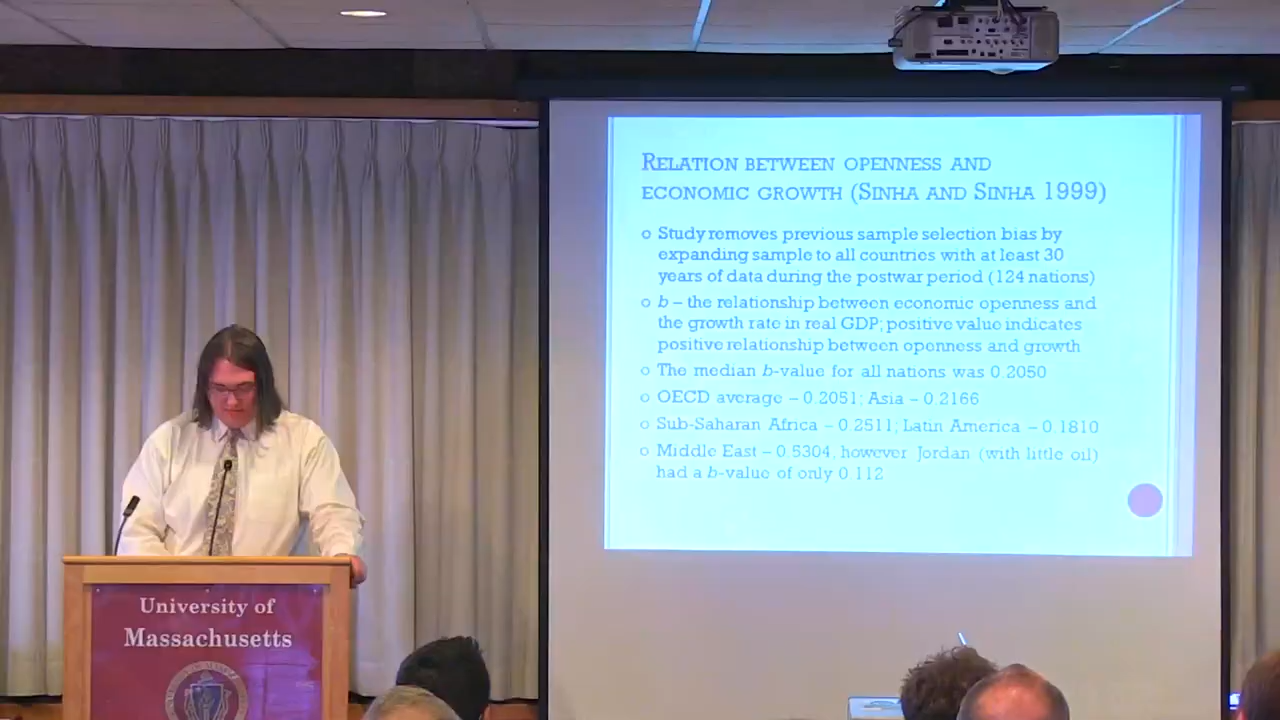 RELATION BETWEEN OPENNESS AND
ECONOMIC GROWTH (SINHA AND SINHA 1999)
Study removes previous sample selection bias by
expanding sample to all countries with at least 30
years of data during the postwar period (124 nations)
b – the relationship between economic openness and
the growth rate in real GDP; positive value indicates
positive relationship between openness and growth
The median b-value for all nations was 0.2050
OECD average – 0.2051; Asia – 0.2166
Sub-Saharan Africa – 0.2511; Latin America – 0.1810
Middle East – 0.5304, however Jordan (with little oil)
had a b-value of only 0.112
University of
Massachusetts